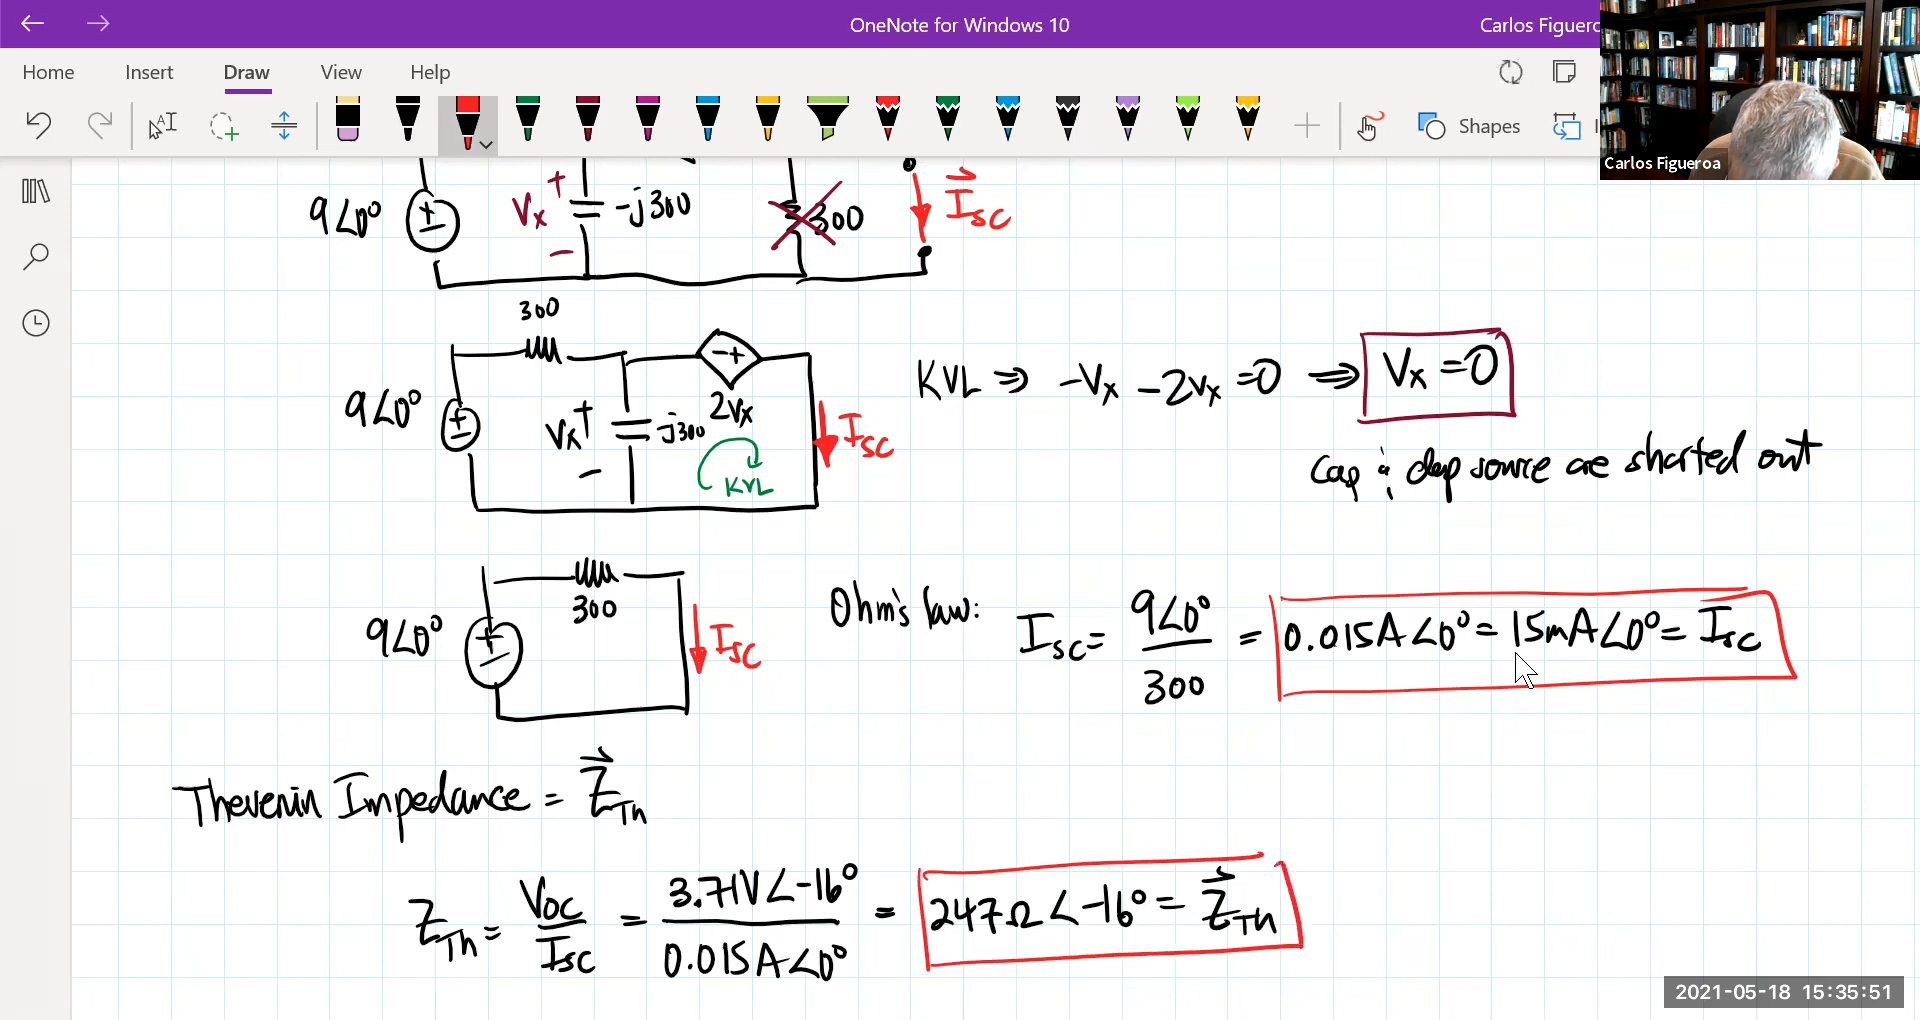 OneNote for Windows 10
Carlos Figuero
Home Insert Draw View Help
Shapes
Carlos Figueroa
9∠0° + − Vx + − -j300 300 I⃗sc
300
9∠0° + − Vx + − -j300 − + 2Vx KVL Isc
KVL ⇒ -Vx - 2Vx = 0 ⇒ Vx = 0
Cap & dep source are shorted out
9∠0° + − 300 Isc
Ohm's law: Isc = 9∠0° / 300 = 0.015A∠0° = 15mA∠0° = Isc
Thevenin Impedance = Z⃗Th
ZTh = Voc / Isc = 3.71V∠-16° / 0.015A∠0° = 247Ω∠-16° = Z⃗Th
2021-05-18 15:35:51